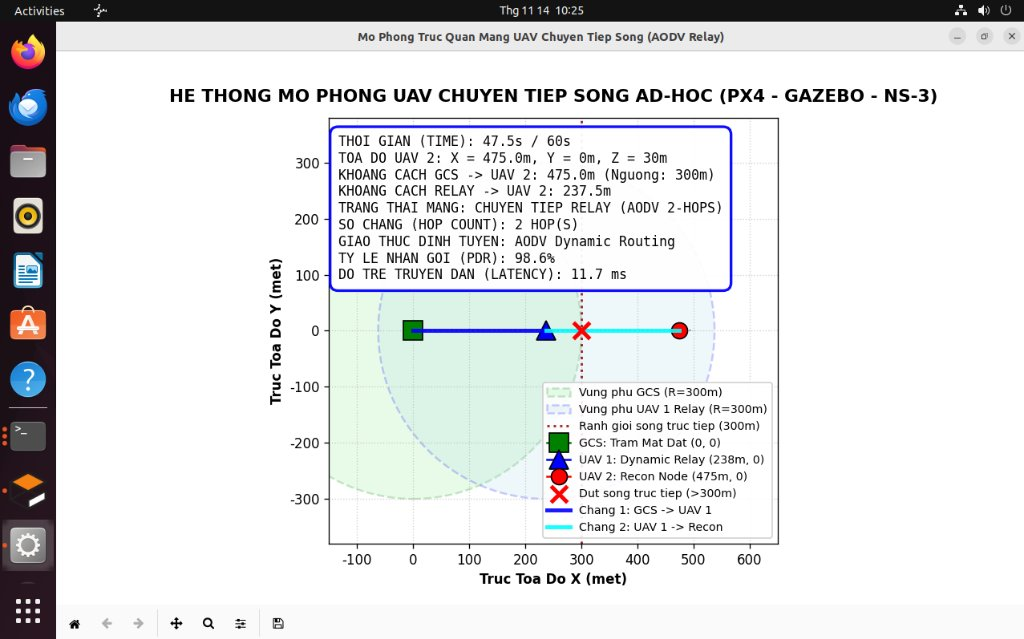 Activities
Thg 11 14 10:25
Mo Phong Truc Quan Mang UAV Chuyen Tiep Song (AODV Relay)
HE THONG MO PHONG UAV CHUYEN TIEP SONG AD-HOC (PX4 - GAZEBO - NS-3)
THOI GIAN (TIME): 47.5s / 60s
TOA DO UAV 2: X = 475.0m, Y = 0m, Z = 30m
KHOANG CACH GCS -> UAV 2: 475.0m (Nguong: 300m)
KHOANG CACH RELAY -> UAV 2: 237.5m
TRANG THAI MANG: CHUYEN TIEP RELAY (AODV 2-HOPS)
SO CHANG (HOP COUNT): 2 HOP(S)
GIAO THUC DINH TUYEN: AODV Dynamic Routing
TY LE NHAN GOI (PDR): 98.6%
DO TRE TRUYEN DAN (LATENCY): 11.7 ms
Truc Toa Do Y (met)
300
200
100
0
-100
-200
-300
Vung phu GCS (R=300m)
Vung phu UAV 1 Relay (R=300m)
Ranh gioi song truc tiep (300m)
GCS: Tram Mat Dat (0, 0)
UAV 1: Dynamic Relay (238m, 0)
UAV 2: Recon Node (475m, 0)
Dut song truc tiep (>300m)
Chang 1: GCS -> UAV 1
Chang 2: UAV 1 -> Recon
-100 0 100 200 300 400 500 600
Truc Toa Do X (met)